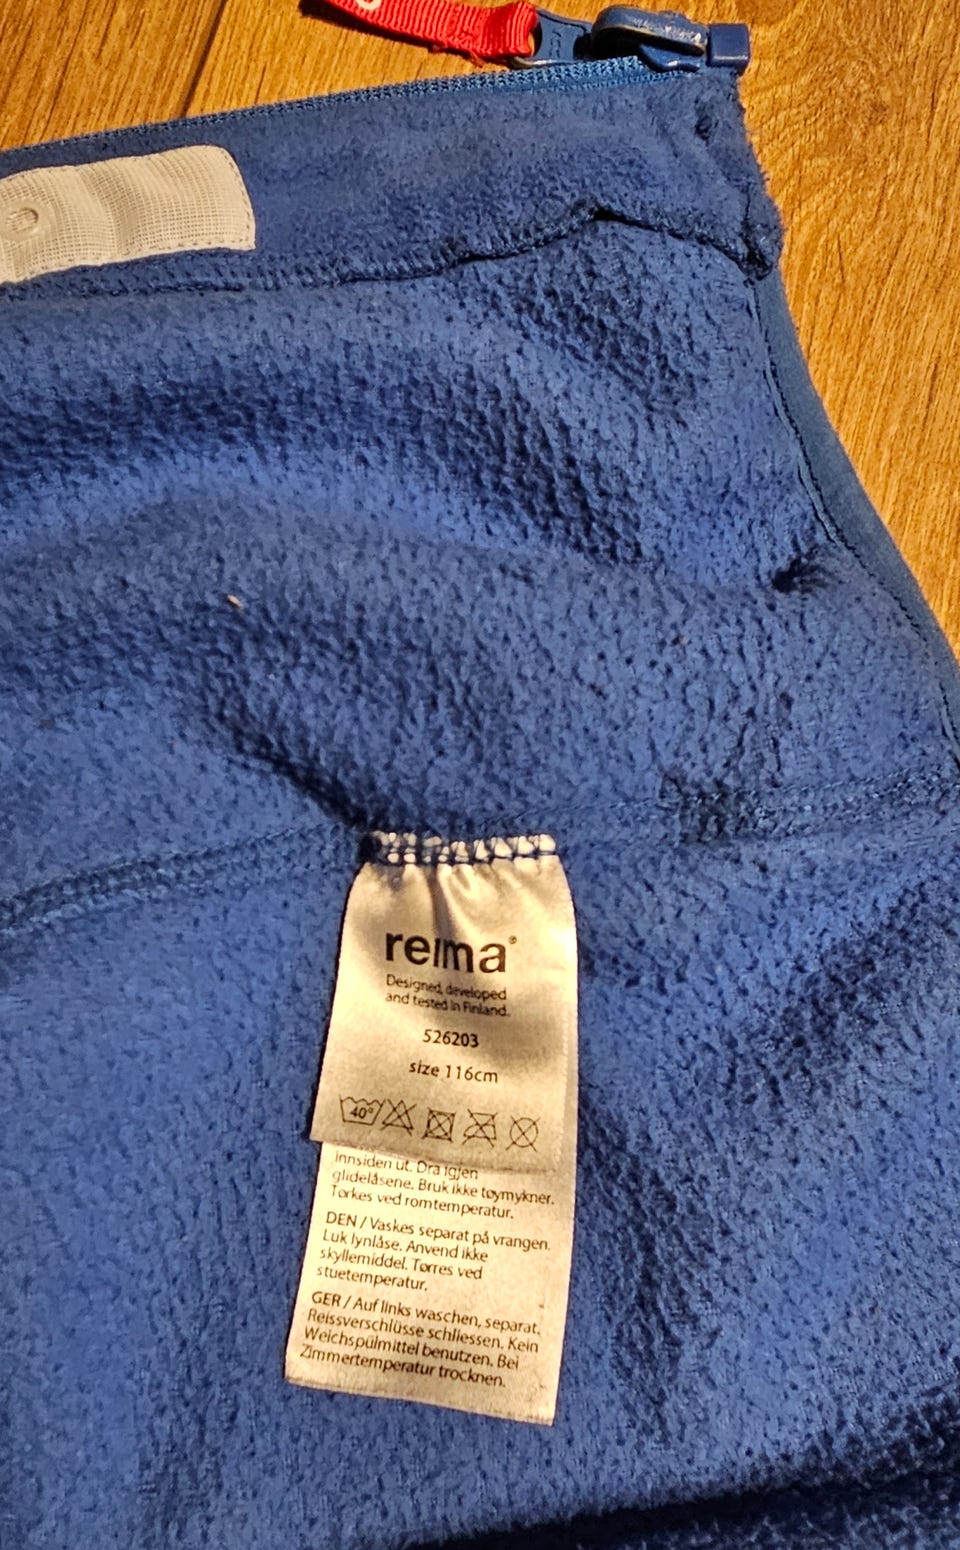 reima®
Designed, developed
and tested in Finland.
526203
size 116cm
40°
innsiden ut. Dra igjen
glidelåsene. Bruk ikke tøymykner.
Tørkes ved romtemperatur.
DEN / Vaskes separat på vrangen.
Luk lynlåse. Anvend ikke
skyllemiddel. Tørres ved
stuetemperatur.
GER / Auf links waschen, separat.
Reissverschlüsse schliessen. Kein
Weichspülmittel benutzen. Bei
Zimmertemperatur trocknen.